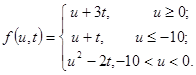 f(u,t) = { u + 3t, u ≥ 0;
u + t, u ≤ -10;
u² - 2t, -10 < u < 0.